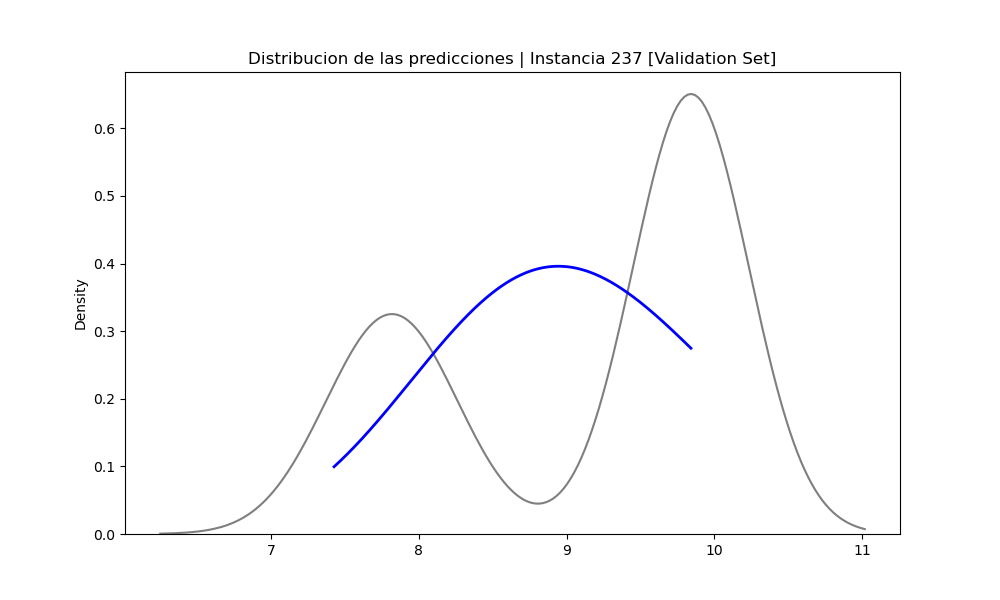 Distribucion de las predicciones | Instancia 237 [Validation Set]
Density
0.6
0.5
0.4
0.3
0.2
0.1
0.0
7 8 9 10 11